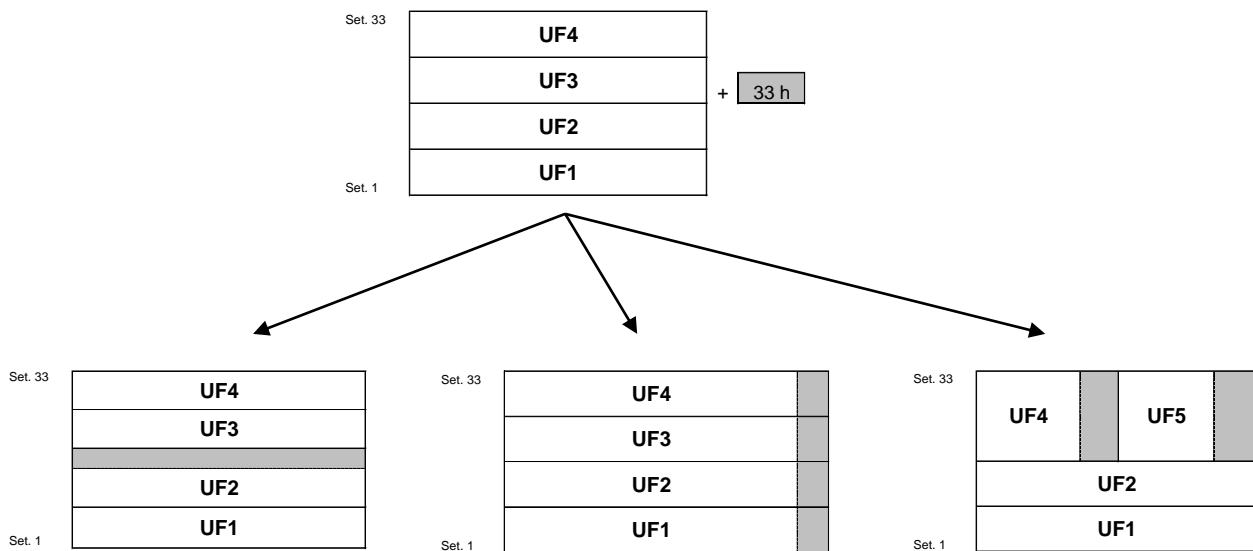 Set. 33
UF4
UF3
+ 33 h
UF2
UF1
Set. 1
Set. 33
UF4
UF3
UF2
UF1
Set. 1
Set. 33
UF4
UF3
UF2
UF1
Set. 1
Set. 33
UF4 UF5
UF2
UF1
Set. 1